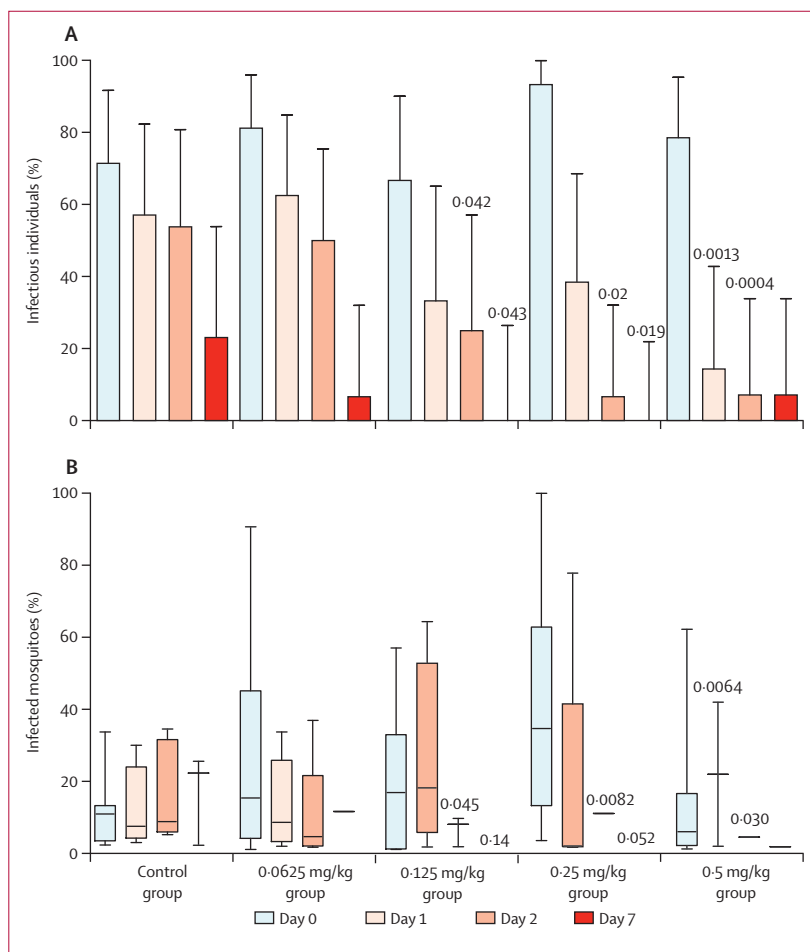 A
100
80
60
40
20
0
Infectious individuals (%)
0·042
0·043
0·02
0·019
0·0013
0·0004
B
100
80
60
40
20
0
Infected mosquitoes (%)
0·045
0·14
0·0082
0·052
0·0064
0·030
Control
group
0·0625 mg/kg
group
0·125 mg/kg
group
0·25 mg/kg
group
0·5 mg/kg
group
Day 0 Day 1 Day 2 Day 7